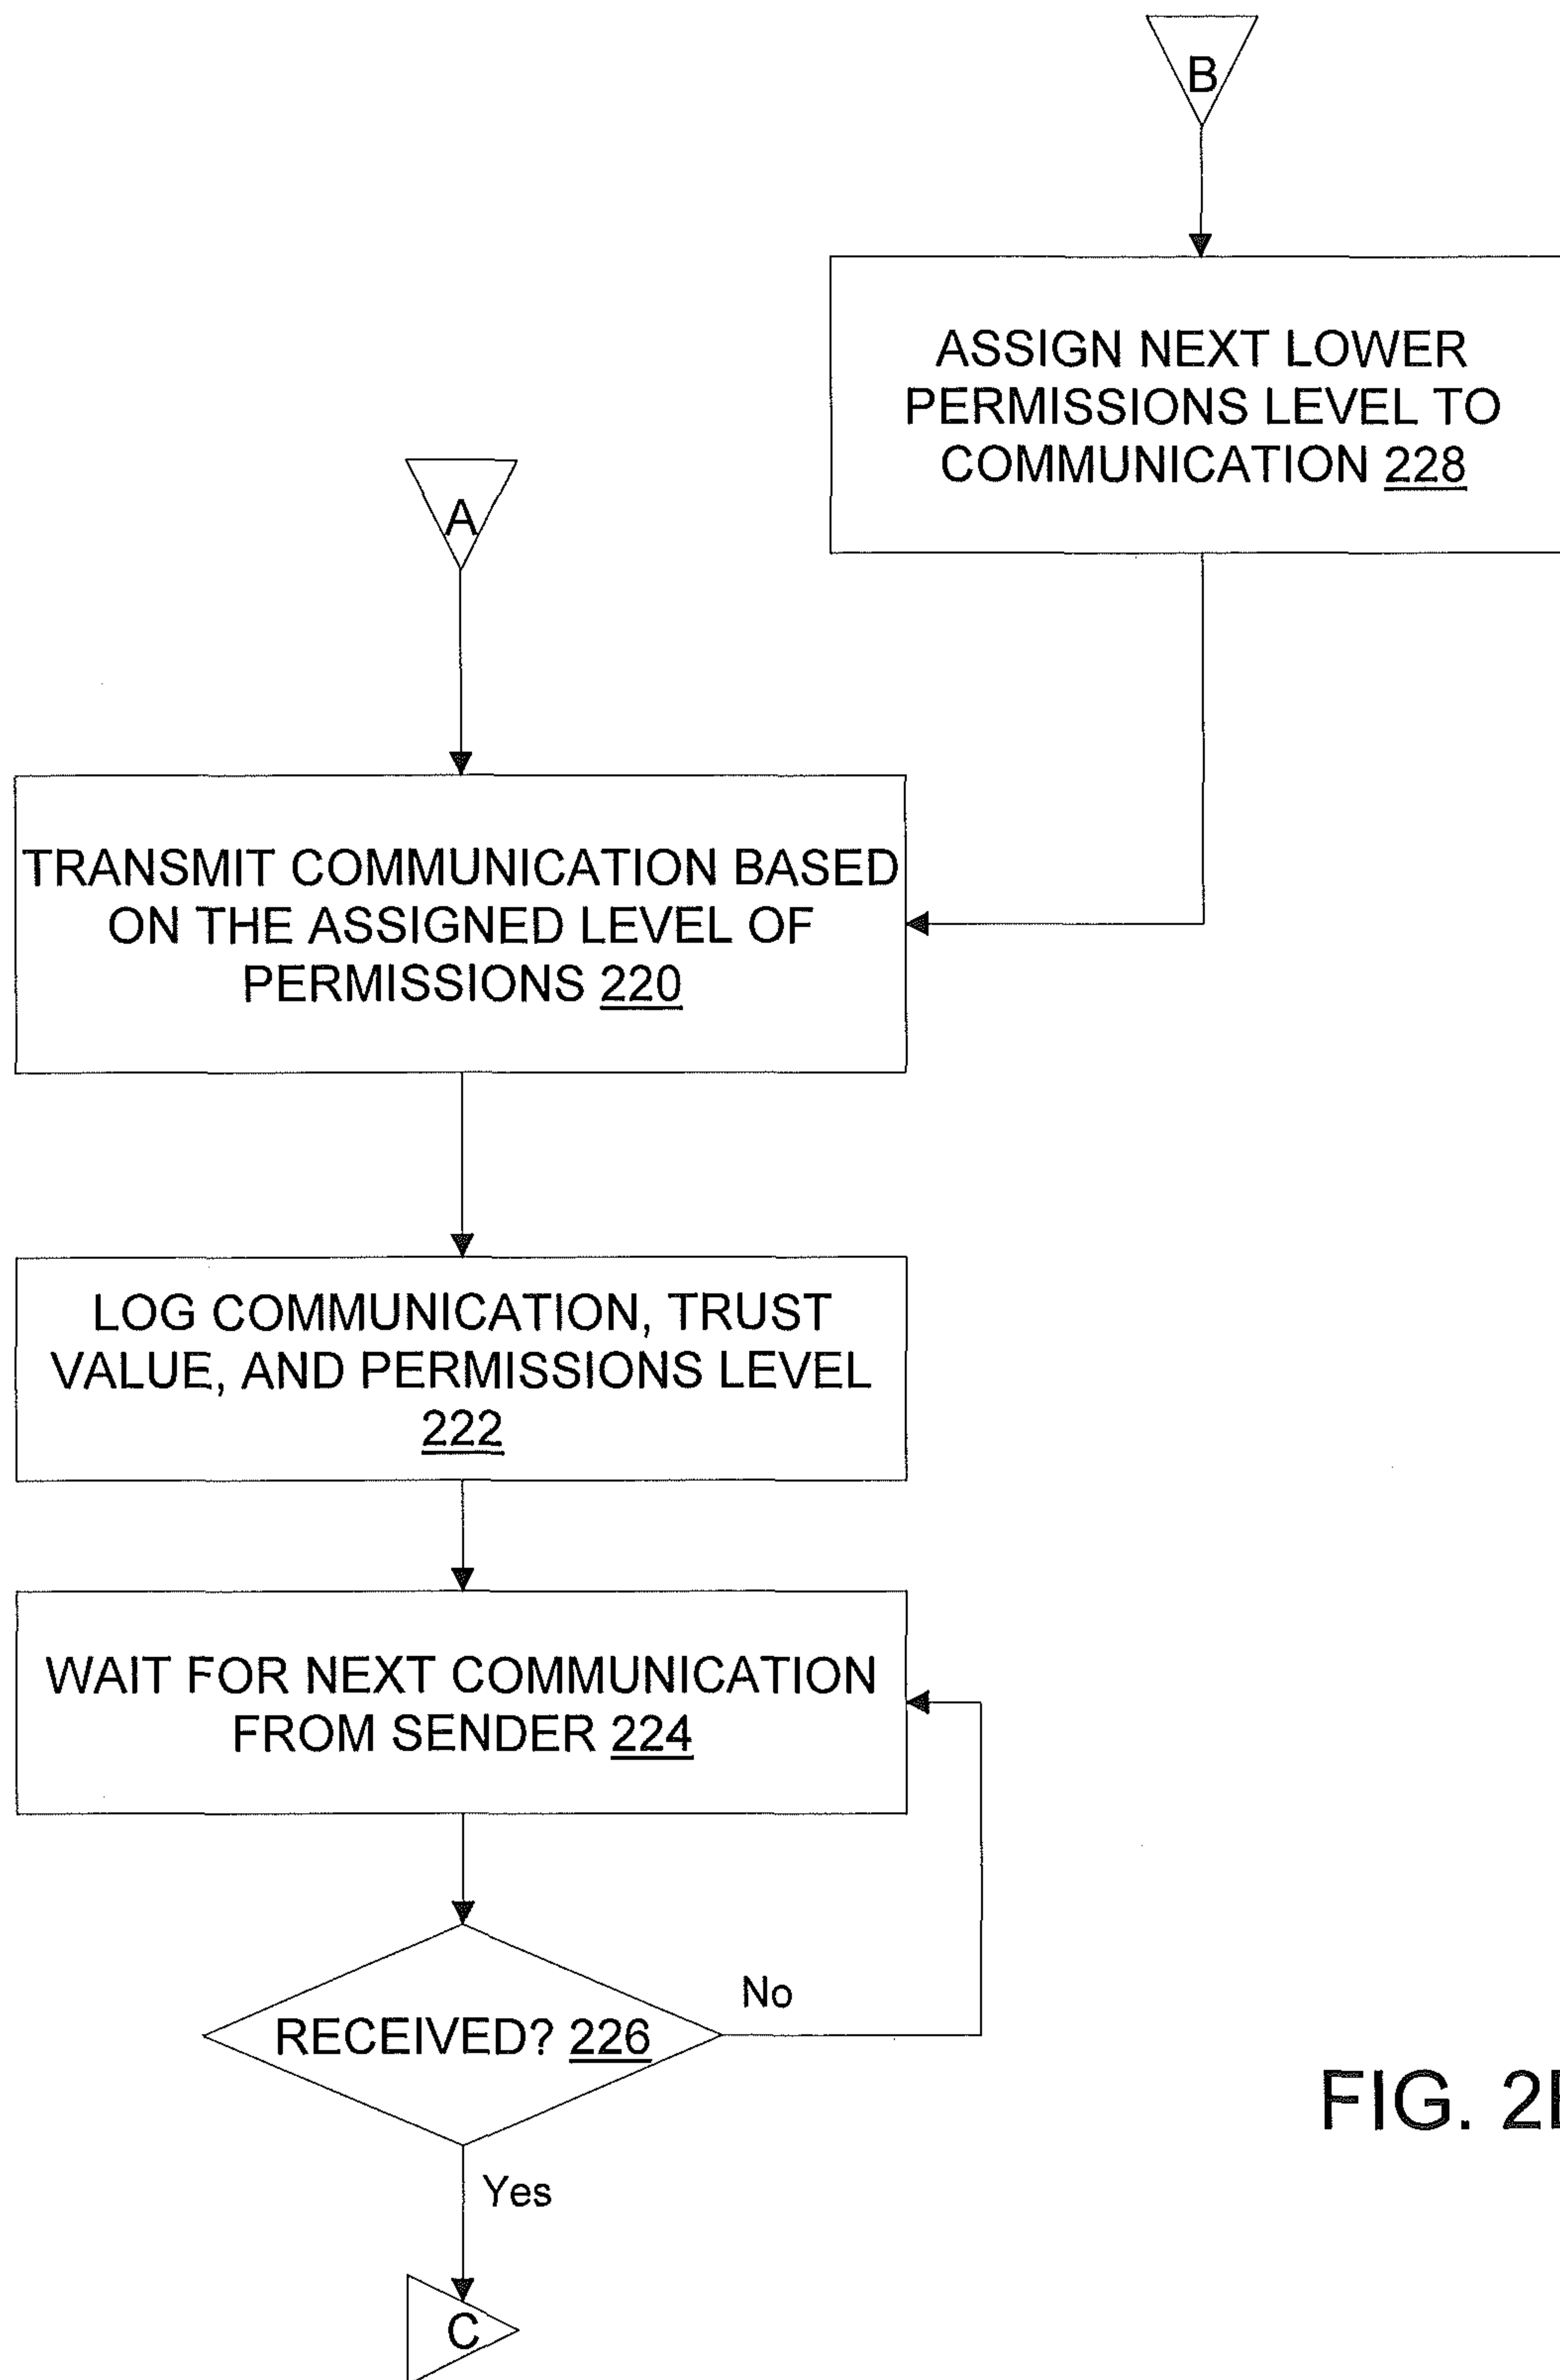 B
ASSIGN NEXT LOWER
PERMISSIONS LEVEL TO
COMMUNICATION 228
A
TRANSMIT COMMUNICATION BASED
ON THE ASSIGNED LEVEL OF
PERMISSIONS 220
LOG COMMUNICATION, TRUST
VALUE, AND PERMISSIONS LEVEL
222
WAIT FOR NEXT COMMUNICATION
FROM SENDER 224
No
RECEIVED? 226
FIG.
Yes
C